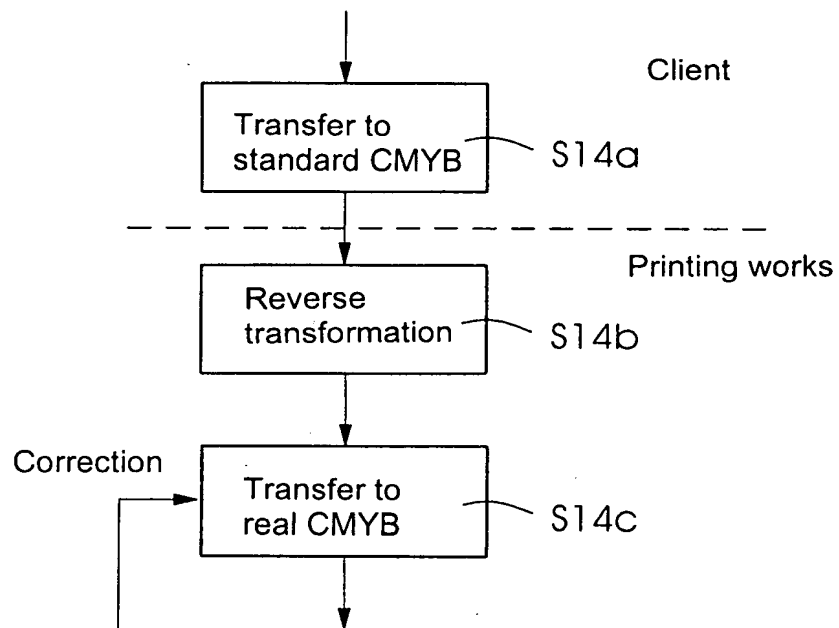 Client
Transfer to
standard CMYB
S14a
Printing works
Reverse
transformation
S14b
Correction
Transfer to
real CMYB
S14c